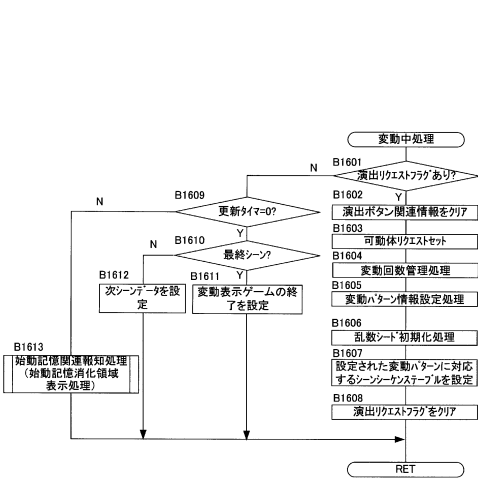 変動中処理
B1601
N
演出ﾘｸｴｽﾄﾌﾗｸﾞあり?
Y
B1602
演出ボタン関連情報をクリア
B1603
可動体リクエストセット
B1604
変動回数管理処理
B1605
変動パターン情報設定処理
B1606
乱数シード初期化処理
B1607
設定された変動パターンに対応
するシーンシーケンステーブルを設定
B1608
演出ﾘｸｴｽﾄﾌﾗｸﾞをクリア
B1609
N
更新タイマ=0?
Y
B1610
N
最終シーン?
Y
B1612
次シーンデータを設
定
B1611
変動表示ゲームの終
了を設定
B1613
始動記憶関連報知処理
(始動記憶消化領域
表示処理)
RET